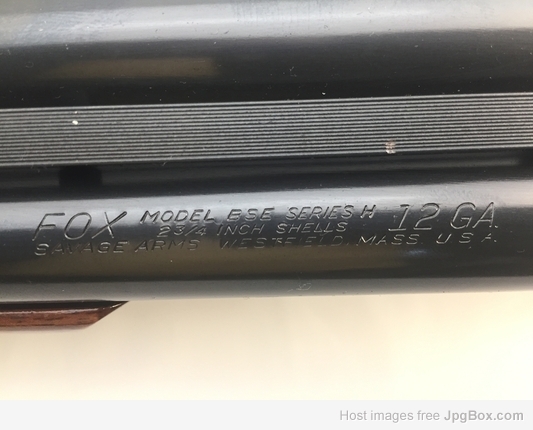 FOX MODEL BSE SERIES H 12 GA.
2 3/4 INCH SHELLS
SAVAGE ARMS WESTFIELD, MASS. U.S.A.
Host images free JpgBox.com